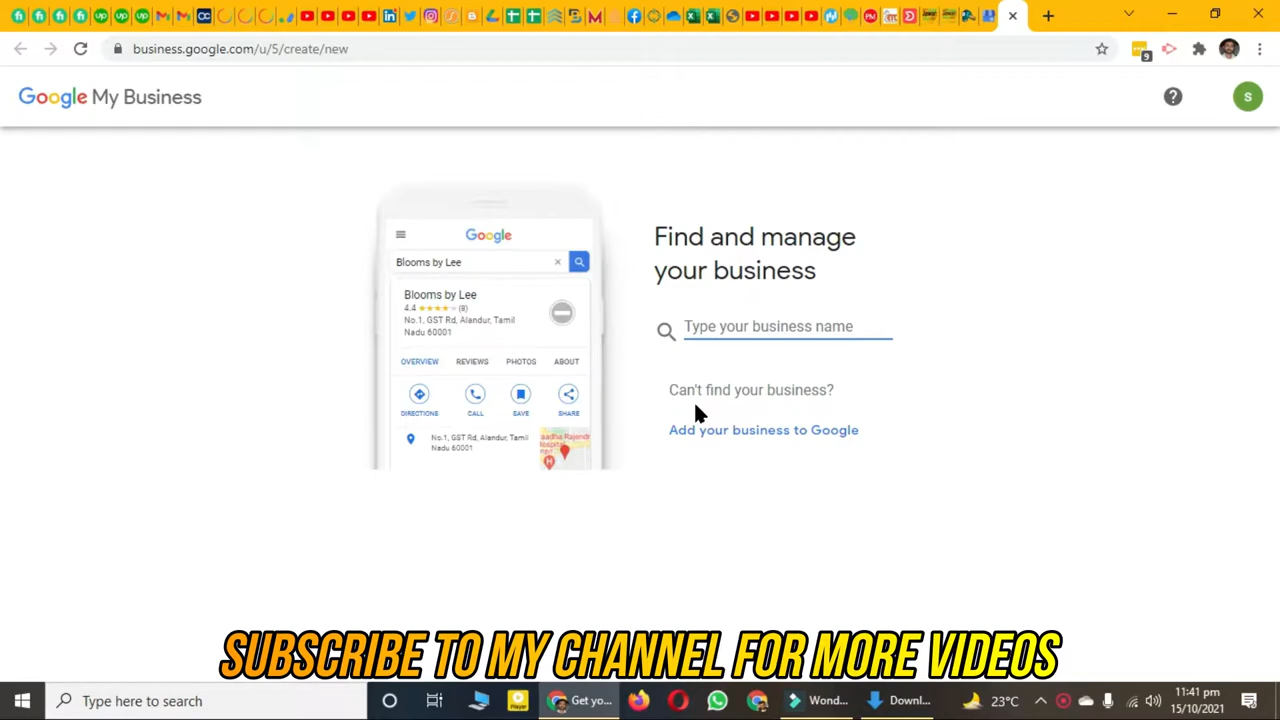 business.google.com/u/5/create/new
9
Google My Business
S
Google
Blooms by Lee
Blooms by Lee
4.4 ★★★★★ (8)
No.1, GST Rd, Alandur, Tamil
Nadu 60001
OVERVIEW REVIEWS PHOTOS ABOUT
DIRECTIONS CALL SAVE SHARE
No.1, GST Rd, Alandur, Tamil
Nadu 60001
Find and manage
your business
Type your business name
Can't find your business?
Add your business to Google
SUBSCRIBE TO MY CHANNEL FOR MORE VIDEOS
Type here to search
Get yo...
Wond...
Downl...
23°C
11:41 pm
15/10/2021